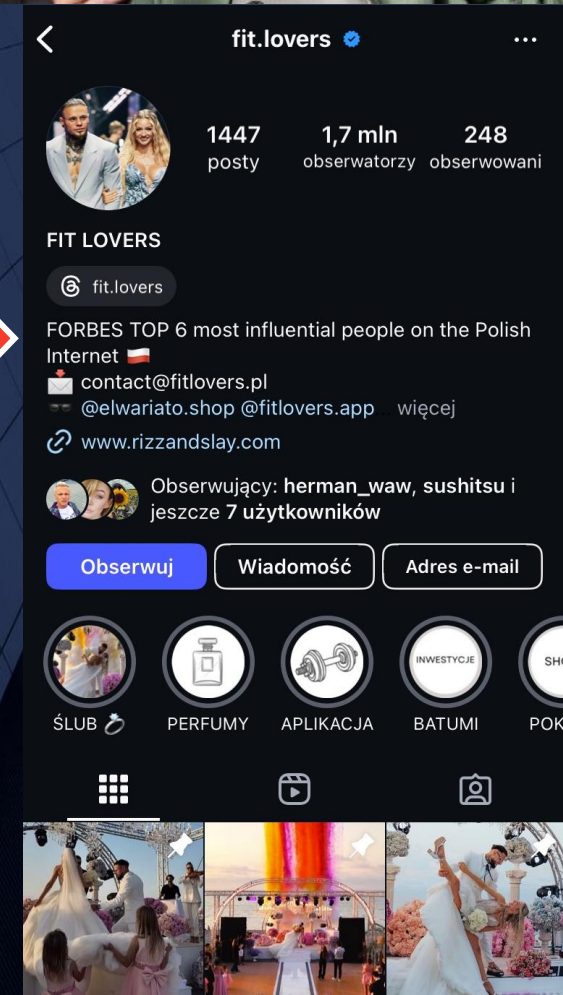 fit.lovers
1447
posty
1,7 mln
obserwatorzy
248
obserwowani
FIT LOVERS
fit.lovers
FORBES TOP 6 most influential people on the Polish
Internet 🇵🇱
📩 contact@fitlovers.pl
🕶️ @elwariato.shop @fitlovers.app ... więcej
www.rizzandslay.com
Obserwujący: herman_waw, sushitsu i
jeszcze 7 użytkowników
Obserwuj
Wiadomość
Adres e-mail
INWESTYCJE
SHO
ŚLUB 💍
PERFUMY
APLIKACJA
BATUMI
POK